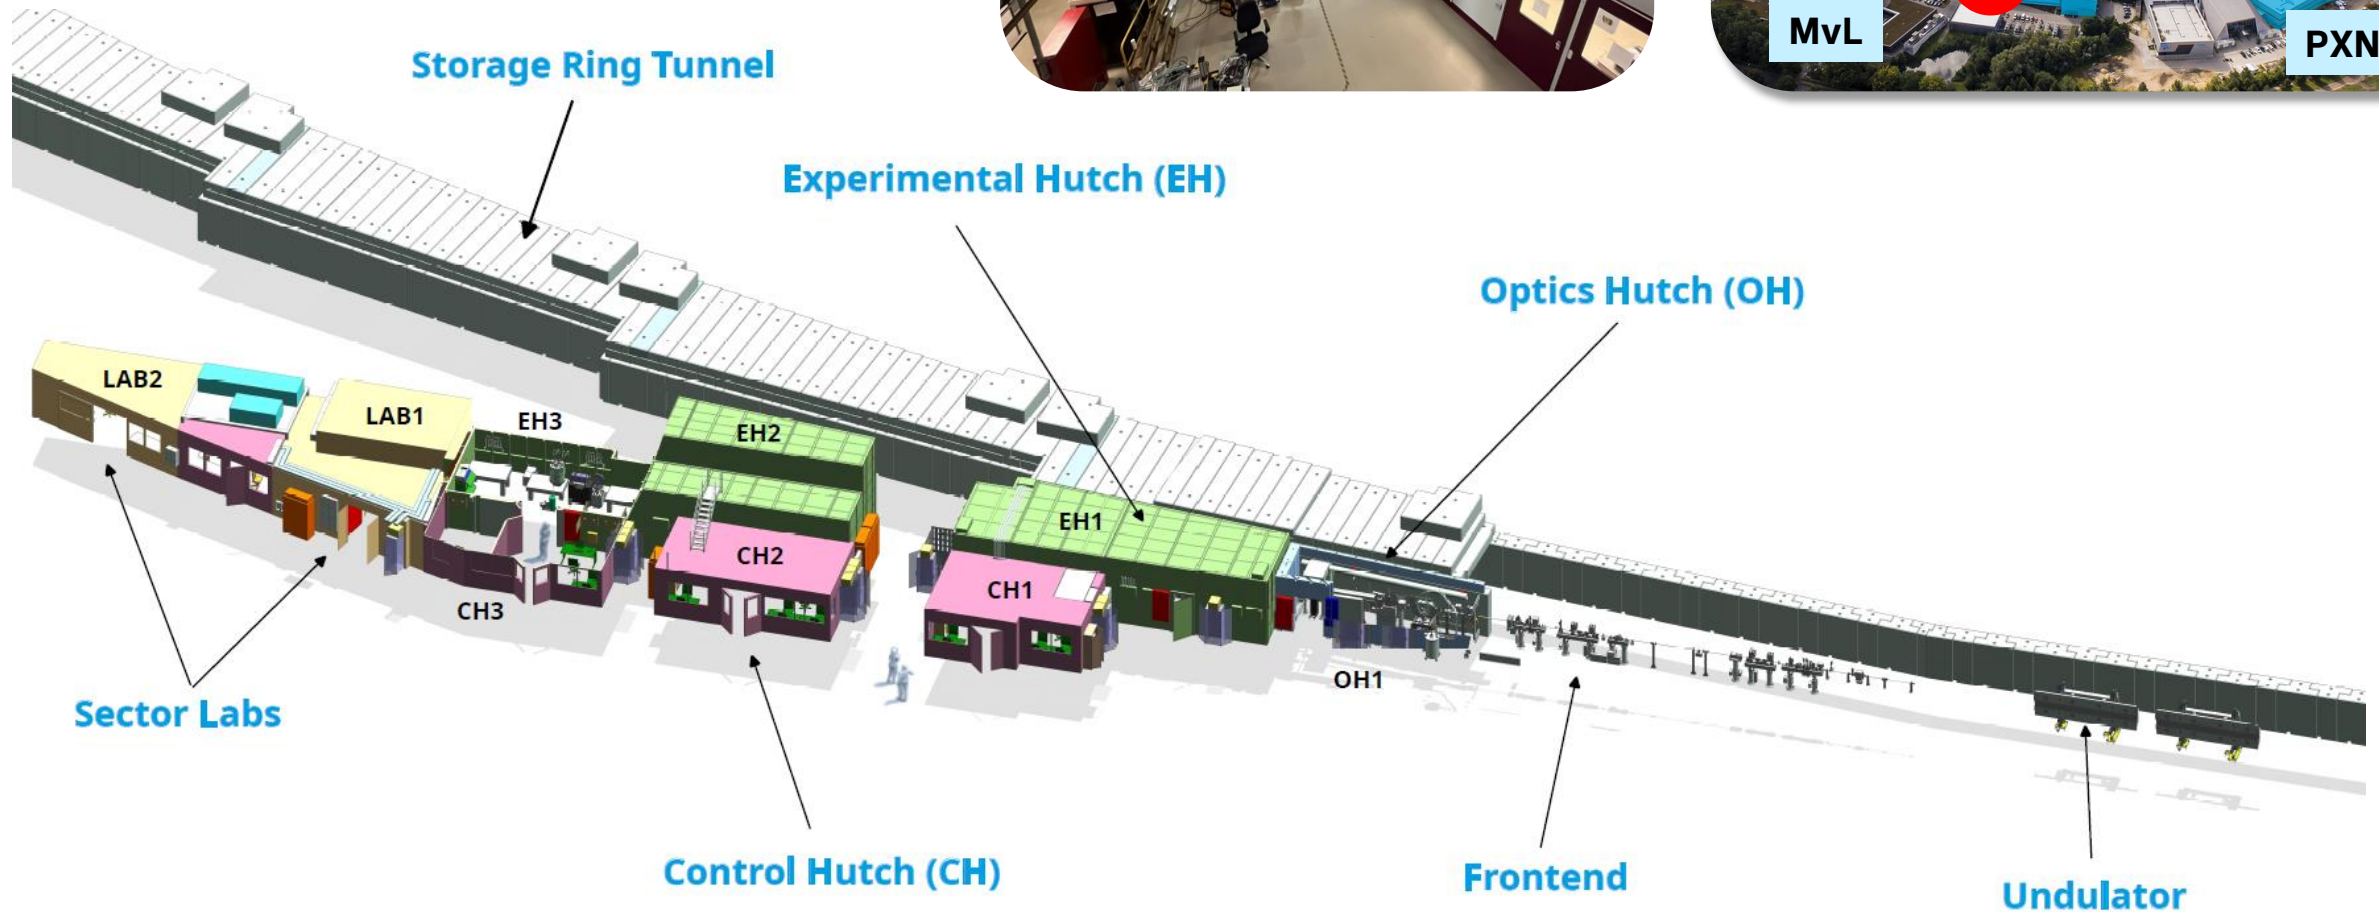 MvL
PXN
Storage Ring Tunnel
Experimental Hutch (EH)
Optics Hutch (OH)
LAB2
LAB1
EH3
EH2
EH1
CH2
CH1
CH3
OH1
Sector Labs
Control Hutch (CH)
Frontend
Undulator